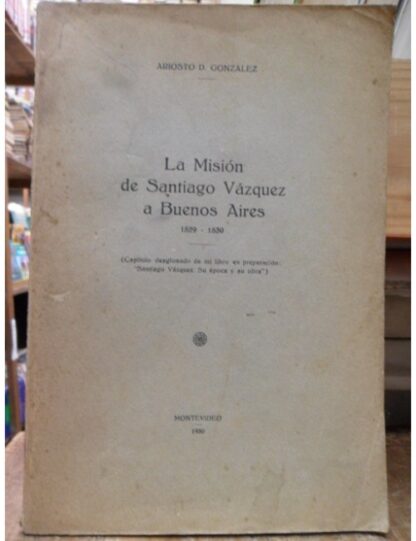 ARIOSTO D. GONZALEZ
La Misión
de Santiago Vázquez
a Buenos Aires
1829 - 1830
(Capítulo desglosado de mi libro en preparación:
"Santiago Vázquez. Su época y su obra")
MONTEVIDEO
1930